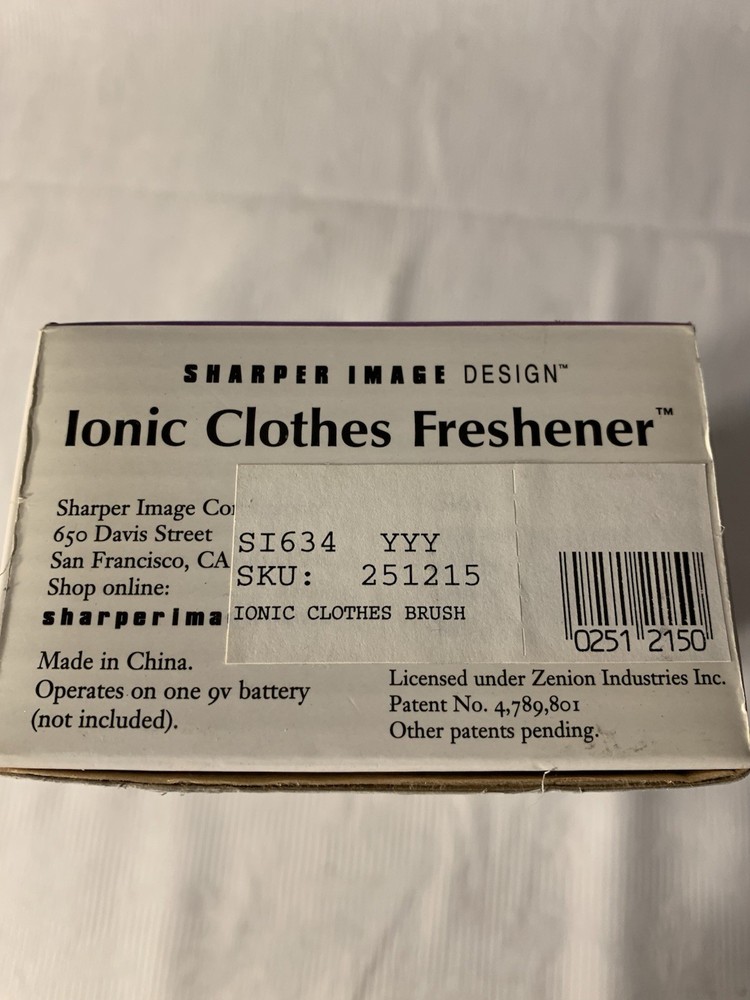 SHARPER IMAGE DESIGN™
Ionic Clothes Freshener™
Sharper Image
650 Davis Street
San Francisco, CA
Shop online:
SI634 YYY
SKU: 251215
IONIC CLOTHES BRUSH
0251 2150
Made in China.
Operates on one 9v battery
(not included).
Licensed under Zenion Industries Inc.
Patent No. 4,789,801
Other patents pending.